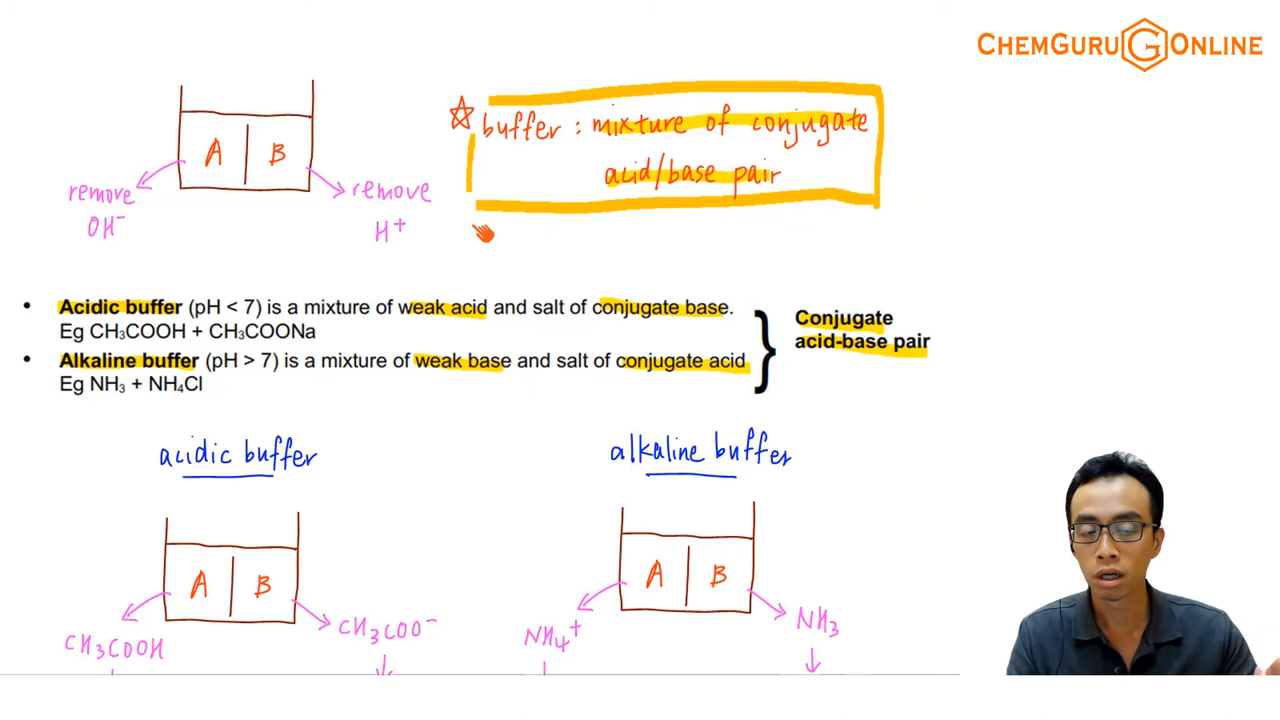 CHEMGURU G ONLINE
A B
remove
OH⁻
remove
H⁺
☆ buffer : mixture of conjugate
acid/base pair
• Acidic buffer (pH < 7) is a mixture of weak acid and salt of conjugate base.
Eg CH₃COOH + CH₃COONa
• Alkaline buffer (pH > 7) is a mixture of weak base and salt of conjugate acid
Eg NH₃ + NH₄Cl
Conjugate
acid-base pair
acidic buffer
A B
CH₃COOH
CH₃COO⁻
alkaline buffer
A B
NH₄⁺
NH₃